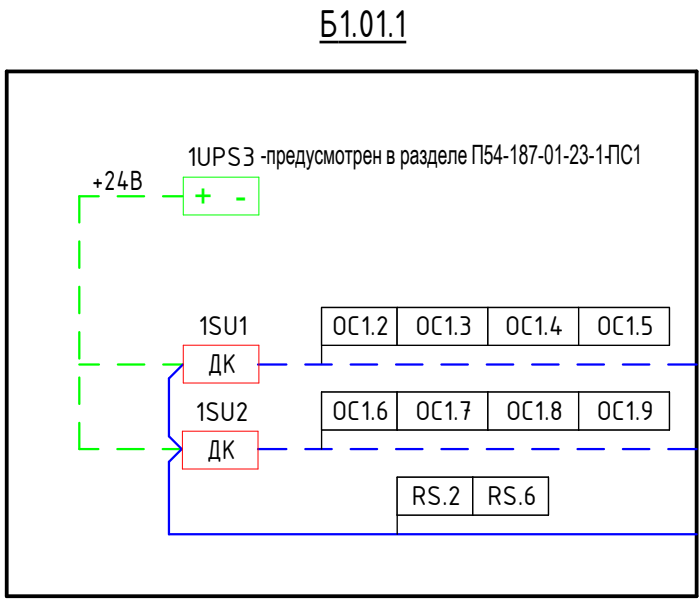 Б1.01.1
1UPS3 -предусмотрен в разделе П54-187-01-23-1-ПС1
+24В
+ -
1SU1
ОС1.2 ОС1.3 ОС1.4 ОС1.5
ДК
1SU2
ОС1.6 ОС1.7 ОС1.8 ОС1.9
ДК
RS.2 RS.6